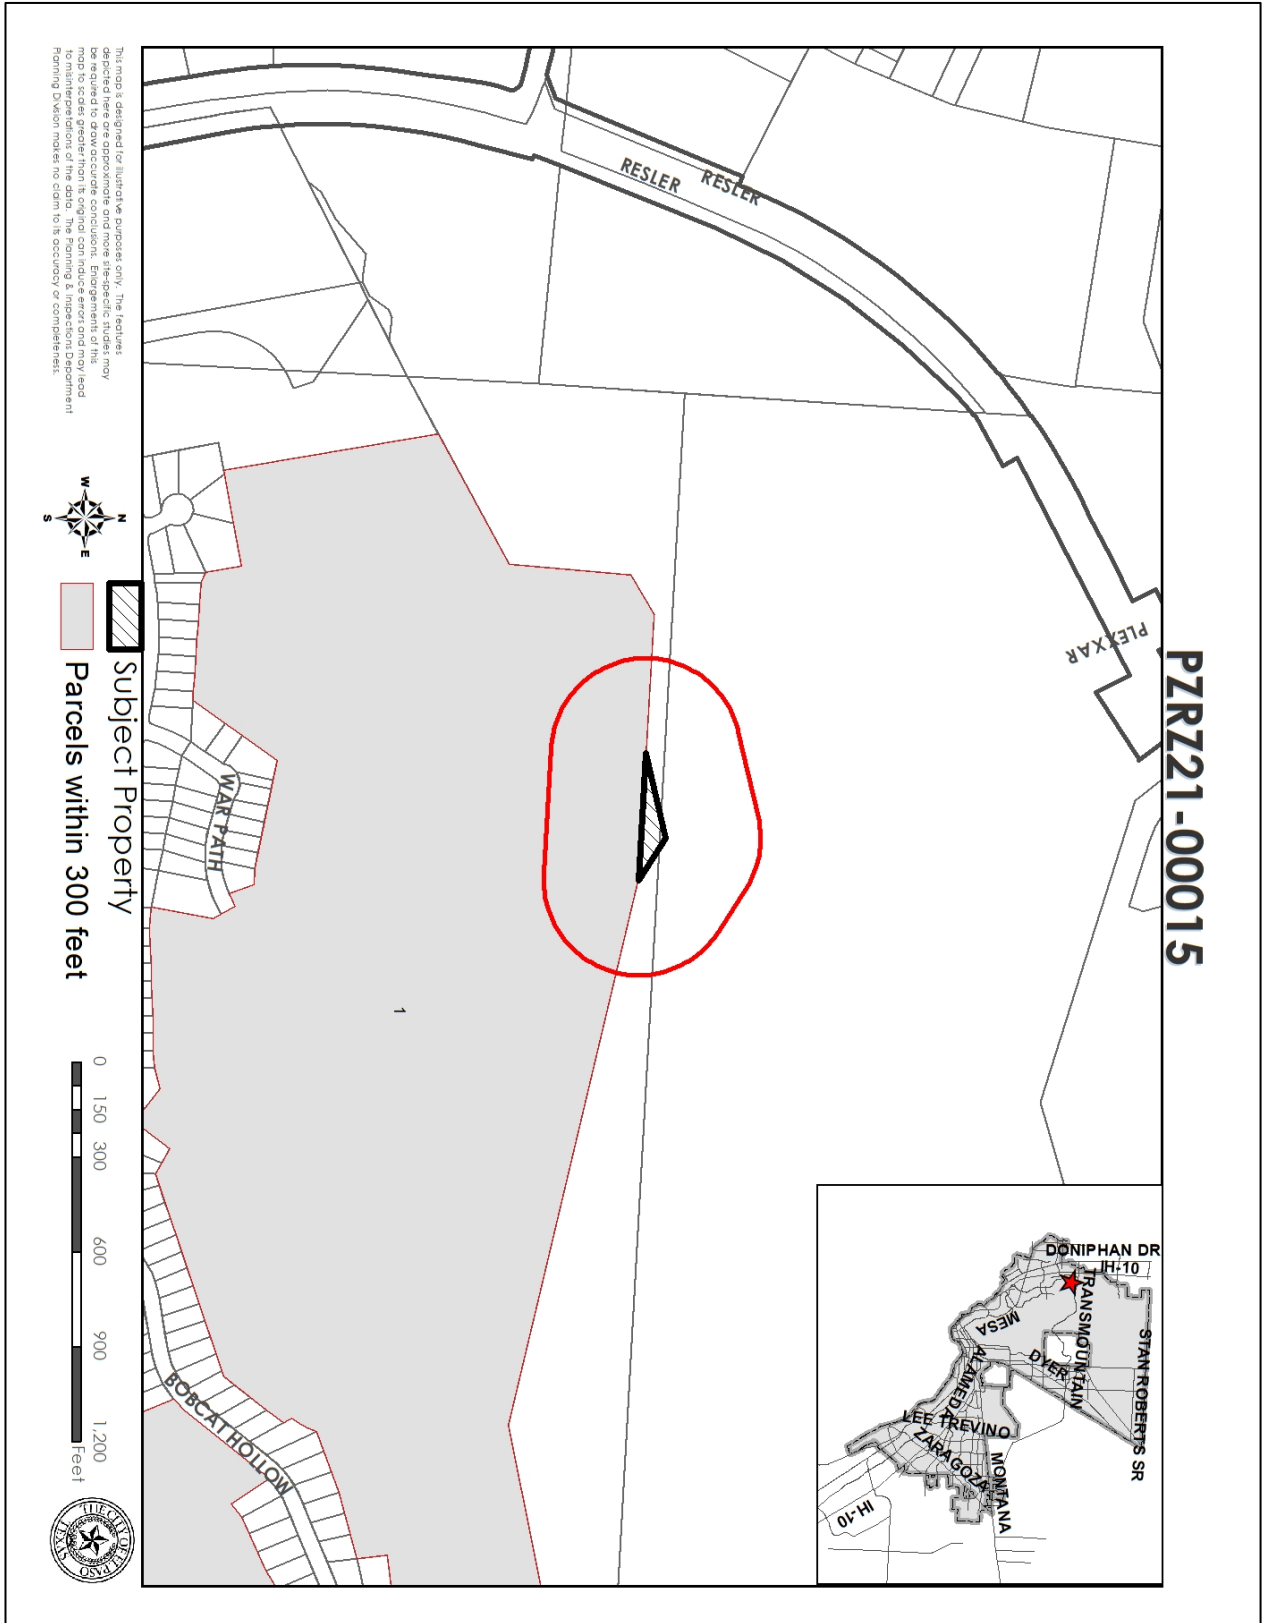 PZRZ21-00015
RESLER
RESLER
PLEXXAR
WAR PATH
BOBCAT HOLLOW
1
DONIPHAN DR
IH-10
TRANSMOUNTAIN
STAN ROBERTS SR
MESA
DYER
ALAMEDA
LEE TREVINO
ZARAGOZA
MONTANA
IH-10
This map is designed for illustrative purposes only. The features
depicted here are approximate and more site-specific studies may
be required to draw accurate conclusions. Enlargements of this
map to scales greater than its original can induce errors and may lead
to misinterpretations of the data. The Planning & Inspections Department
Planning Division makes no claim to its accuracy or completeness.
N
W
E
S
Subject Property
Parcels within 300 feet
0 150 300 600 900 1,200
Feet
THE CITY OF EL PASO
TEXAS